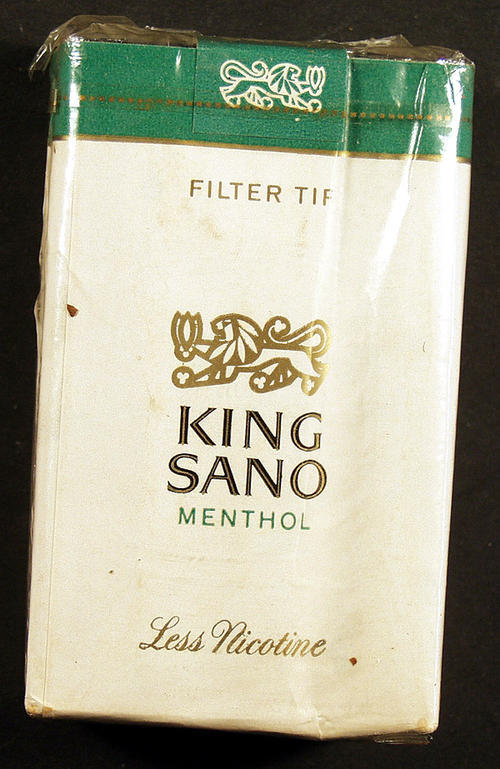 FILTER TIP
KING
SANO
MENTHOL
Less Nicotine